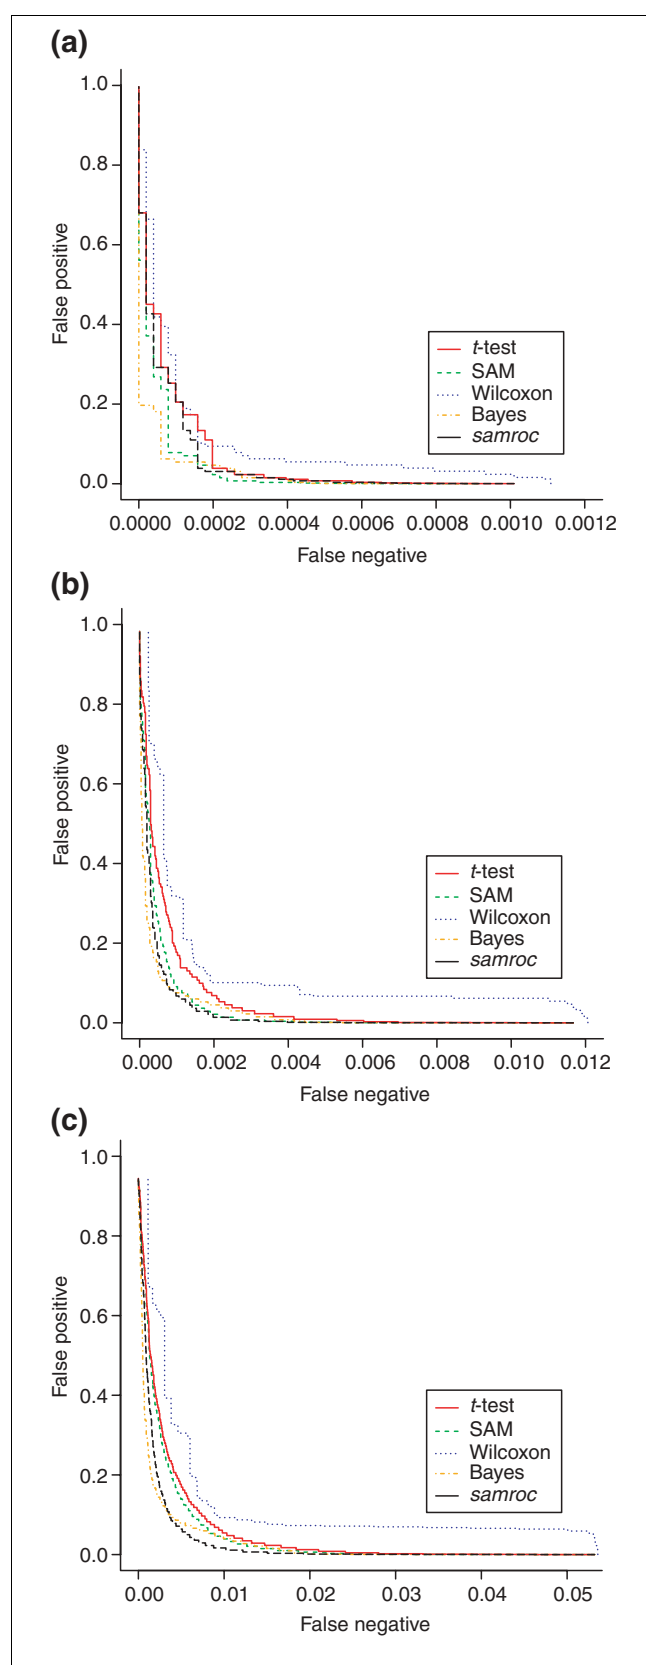 (a)
1.0
0.8
0.6
0.4
0.2
0.0
False positive
t-test
SAM
Wilcoxon
Bayes
samroc
0.0000 0.0002 0.0004 0.0006 0.0008 0.0010 0.0012
False negative
(b)
1.0
0.8
0.6
0.4
0.2
0.0
False positive
t-test
SAM
Wilcoxon
Bayes
samroc
0.000 0.002 0.004 0.006 0.008 0.010 0.012
False negative
(c)
1.0
0.8
0.6
0.4
0.2
0.0
False positive
t-test
SAM
Wilcoxon
Bayes
samroc
0.00 0.01 0.02 0.03 0.04 0.05
False negative